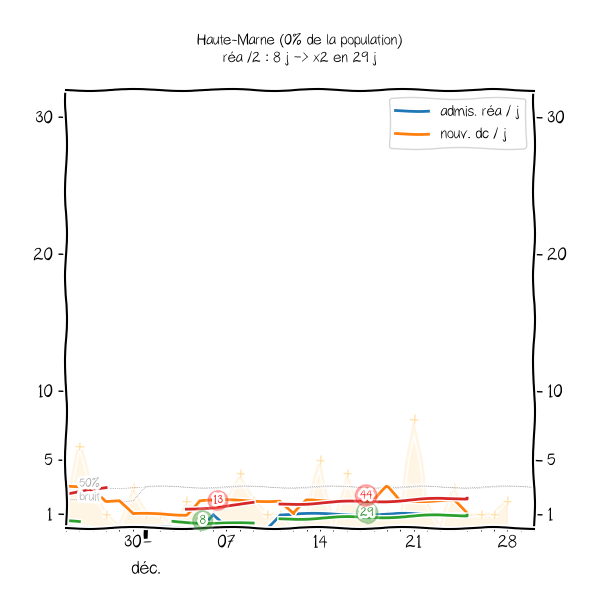 Haute-Marne (0% de la population)
réa /2 : 8 j -> x2 en 29 j
admis. réa / j
nouv. dc / j
30 30
20 20
10 10
5 5
1 1
50%
bruit
13
8
44
29
30 07 14 21 28
déc.